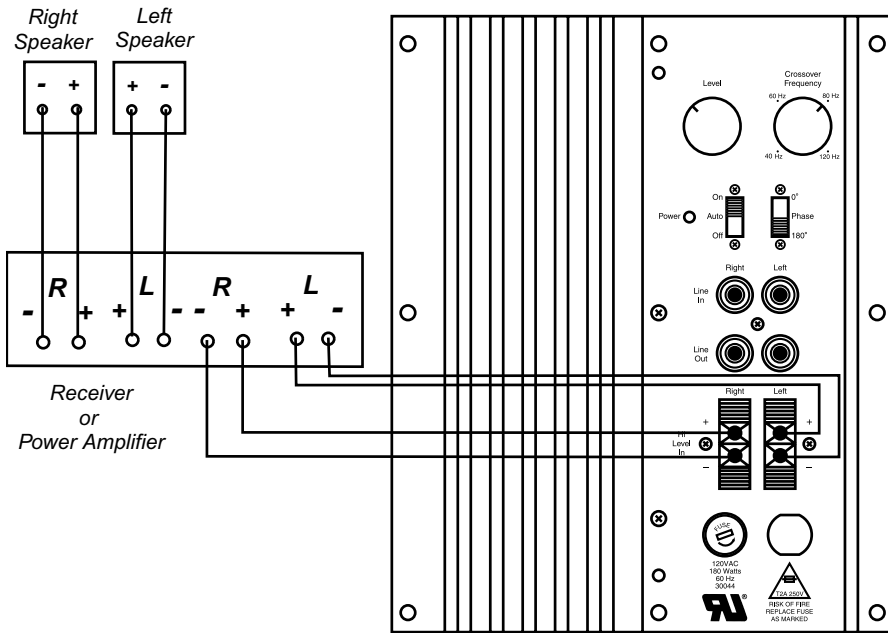 Right
Speaker
Left
Speaker
- +
+ -
R
L
R
L
- + + - - + + -
Receiver
or
Power Amplifier
Level
Crossover
Frequency
60 Hz
80 Hz
40 Hz
120 Hz
On
Auto
Off
Power
0°
Phase
180°
Right
Left
Line
In
Line
Out
Right
Left
+
+
Hi
Level
In
–
–
FUSE
120VAC
180 Watts
60 Hz
30044
T2A 250V
RISK OF FIRE
REPLACE FUSE
AS MARKED
®